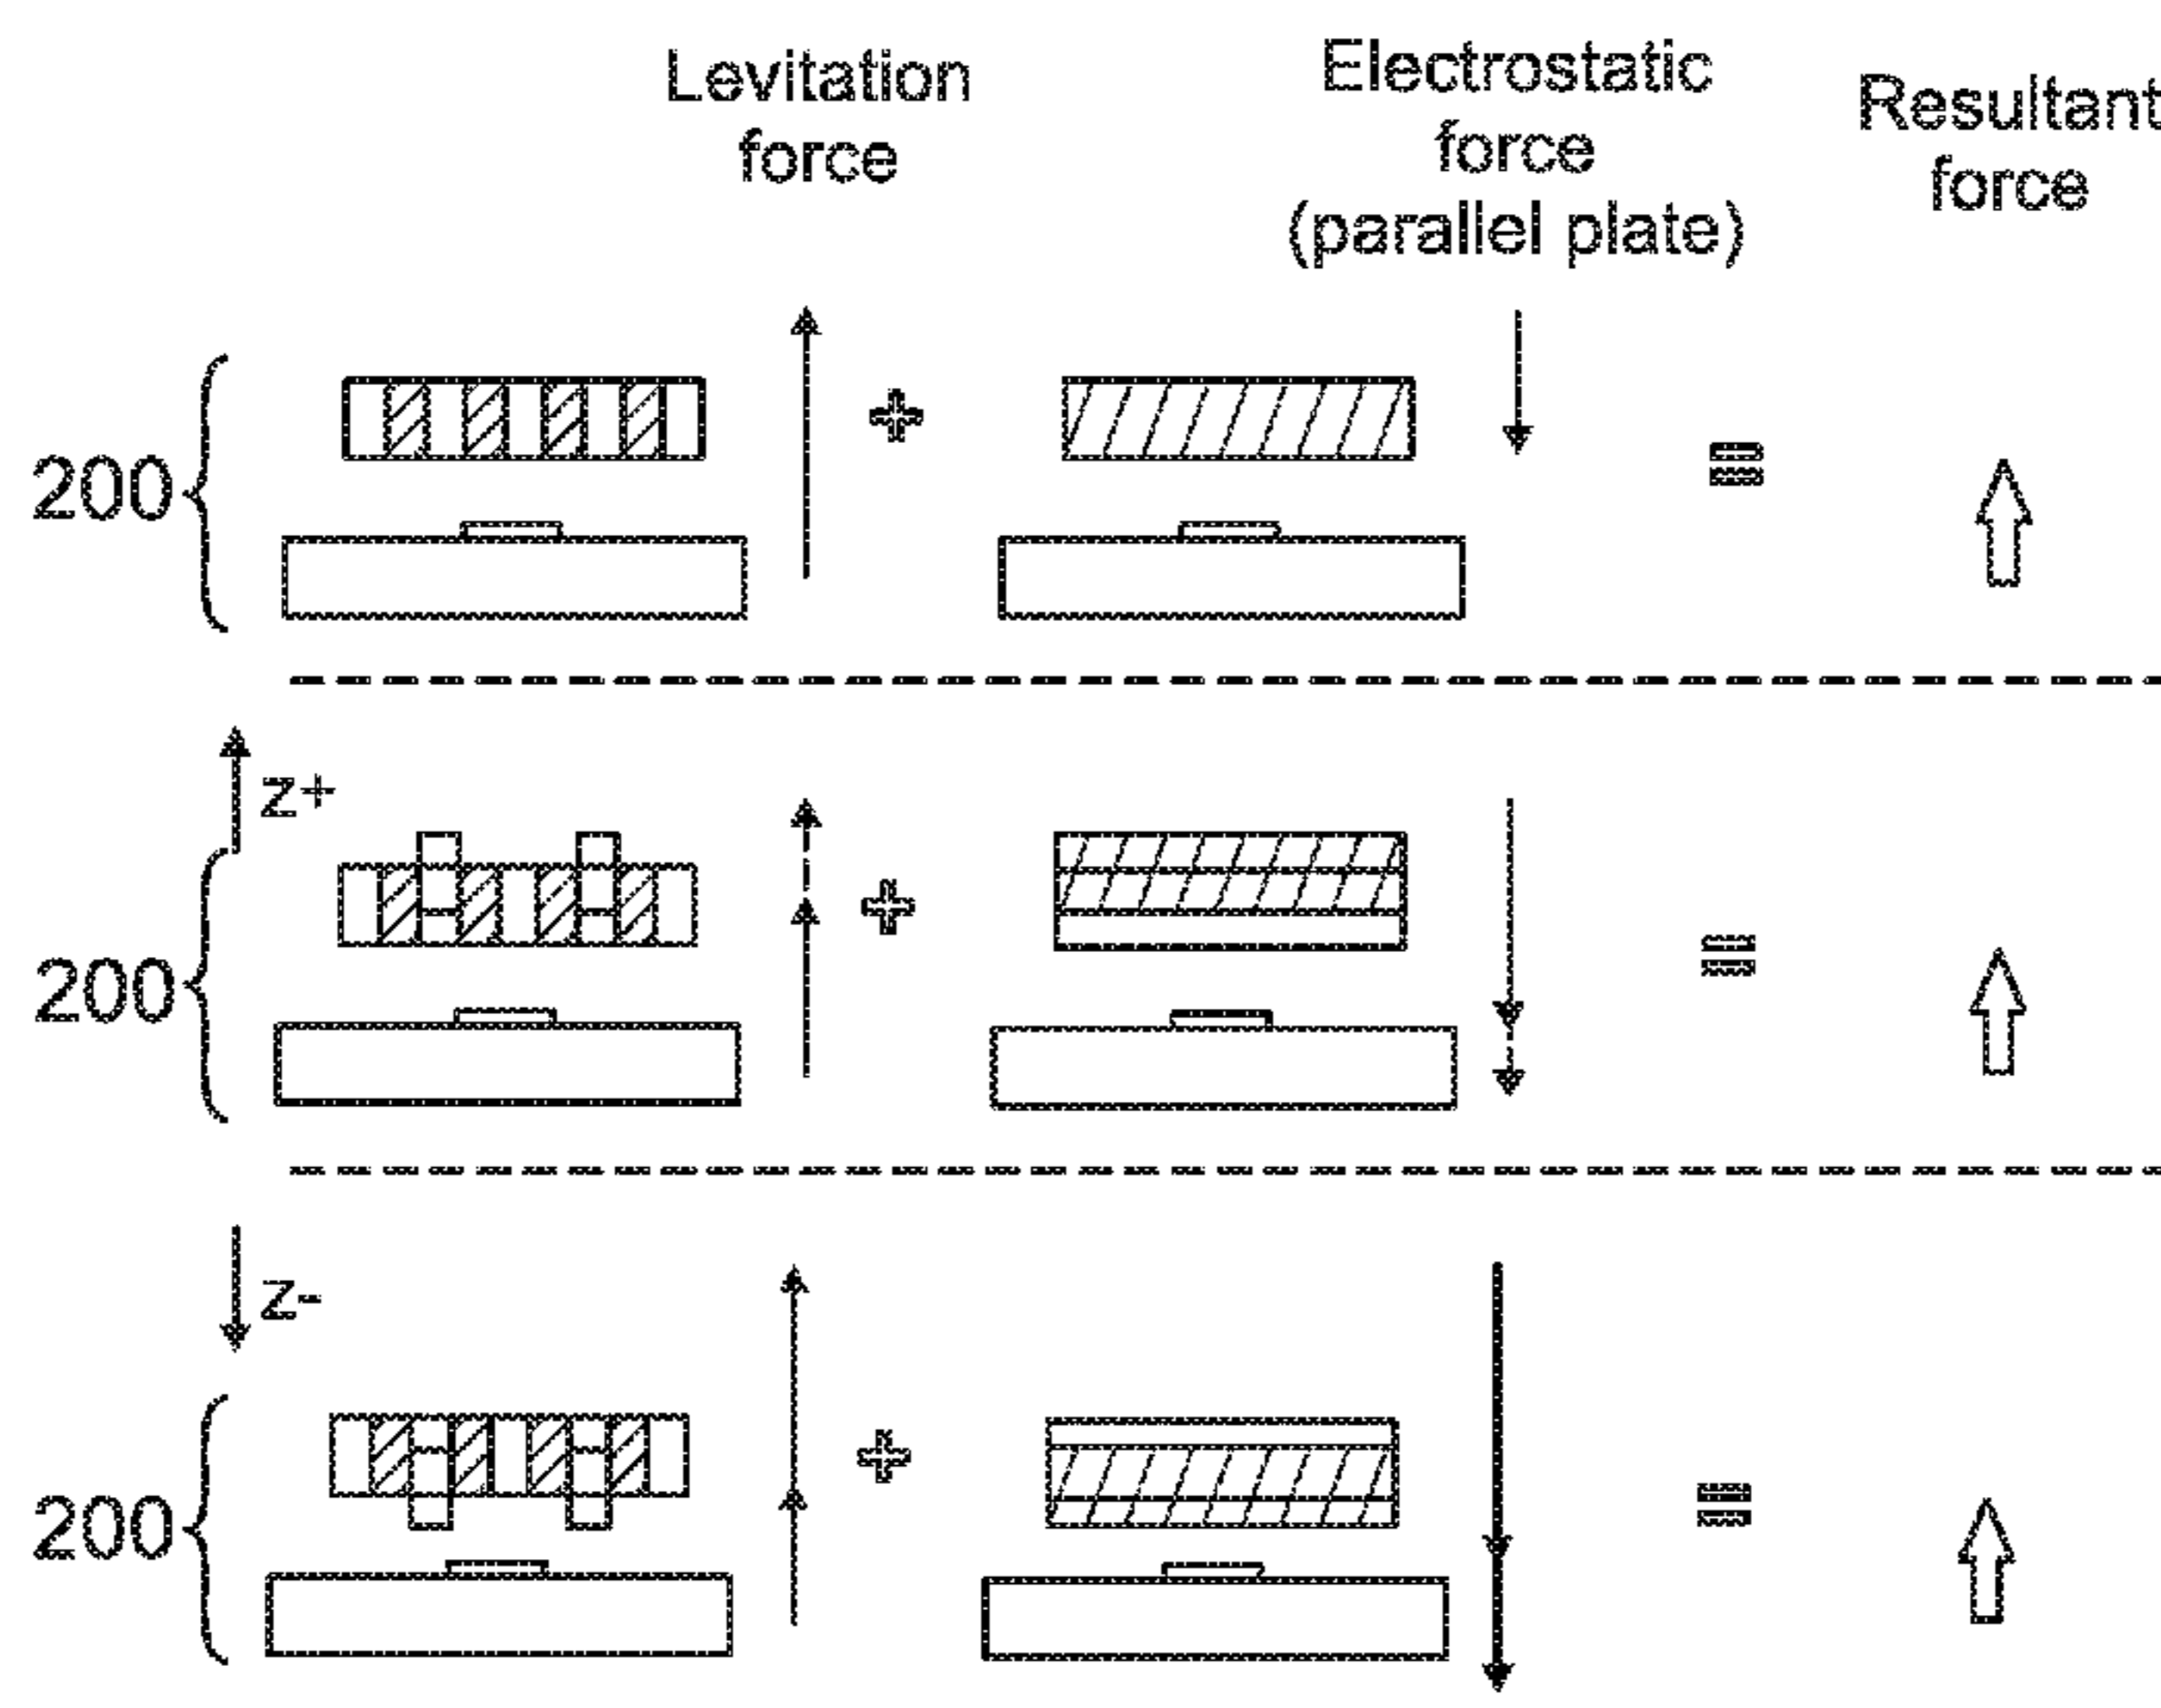 Levitation
force
Electrostatic
force
(parallel plate)
Resultant
force
200
z+
200
z-
200